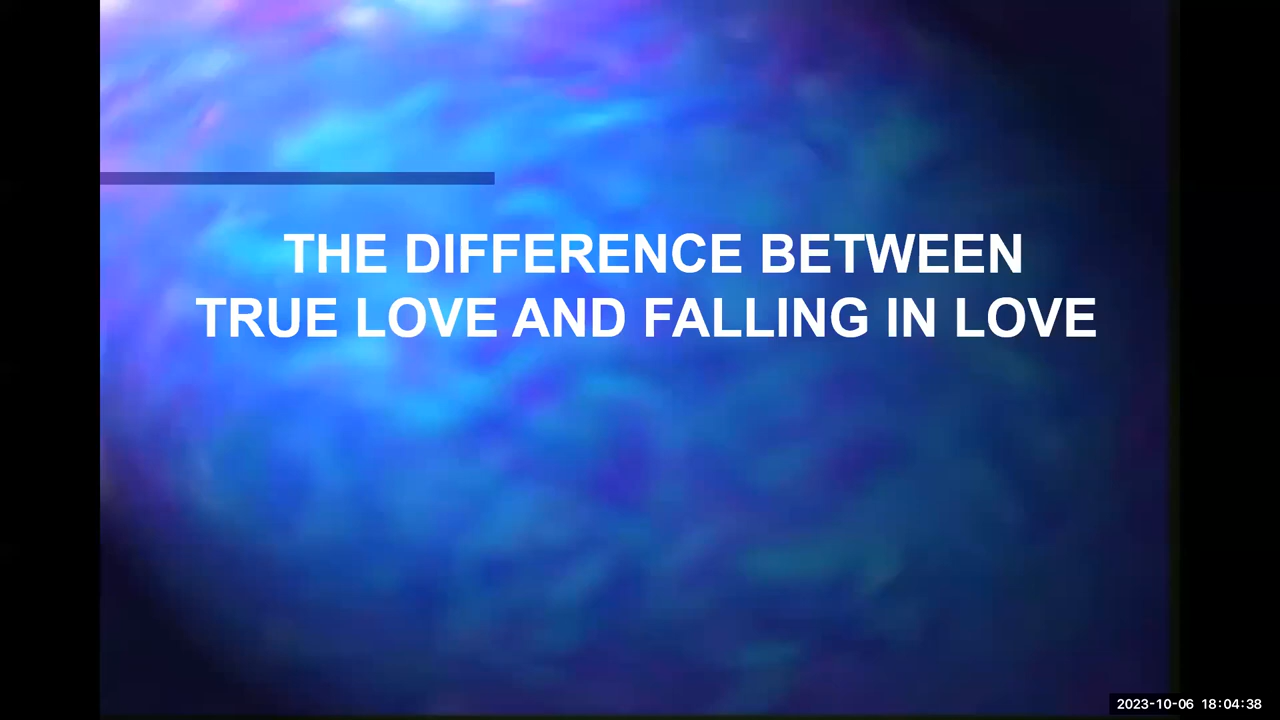 THE DIFFERENCE BETWEEN
TRUE LOVE AND FALLING IN LOVE
2023-10-06 18:04:38